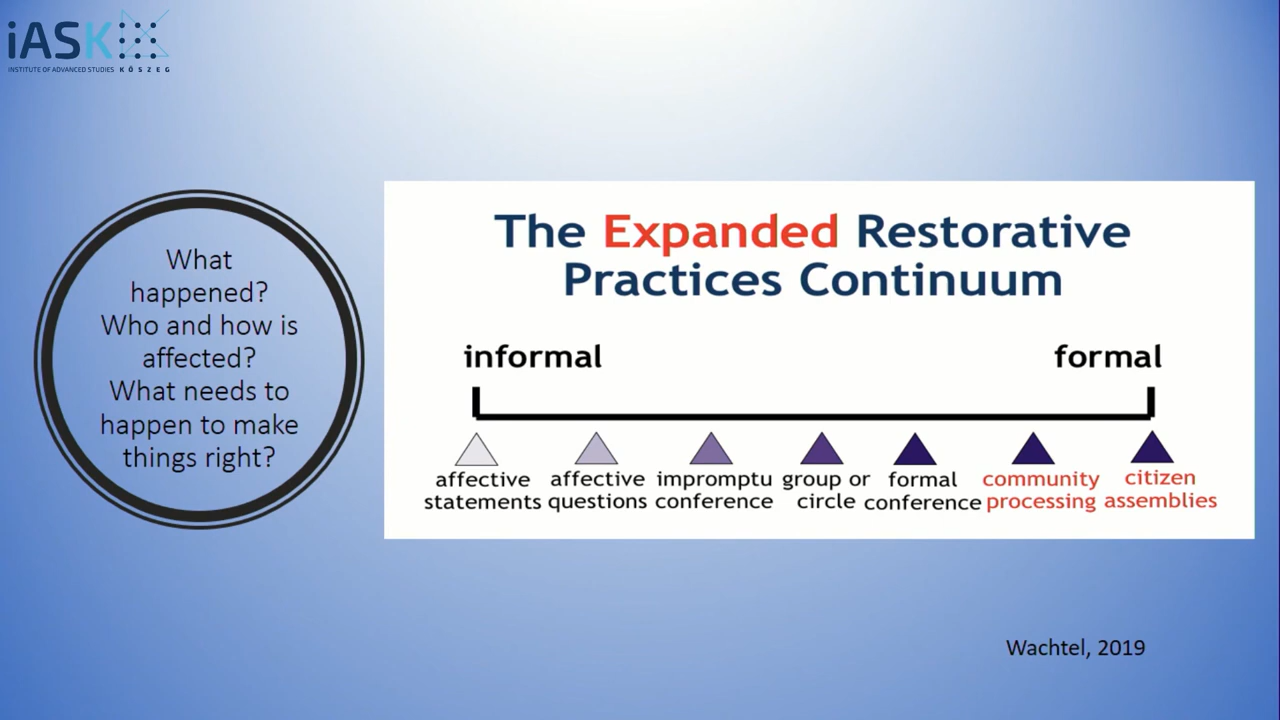 iASK
INSTITUTE OF ADVANCED STUDIES KŐSZEG
What
happened?
Who and how is
affected?
What needs to
happen to make
things right?
The Expanded Restorative
Practices Continuum
informal
formal
affective
statements
affective
questions
impromptu
conference
group or
circle
formal
conference
community
processing
citizen
assemblies
Wachtel, 2019